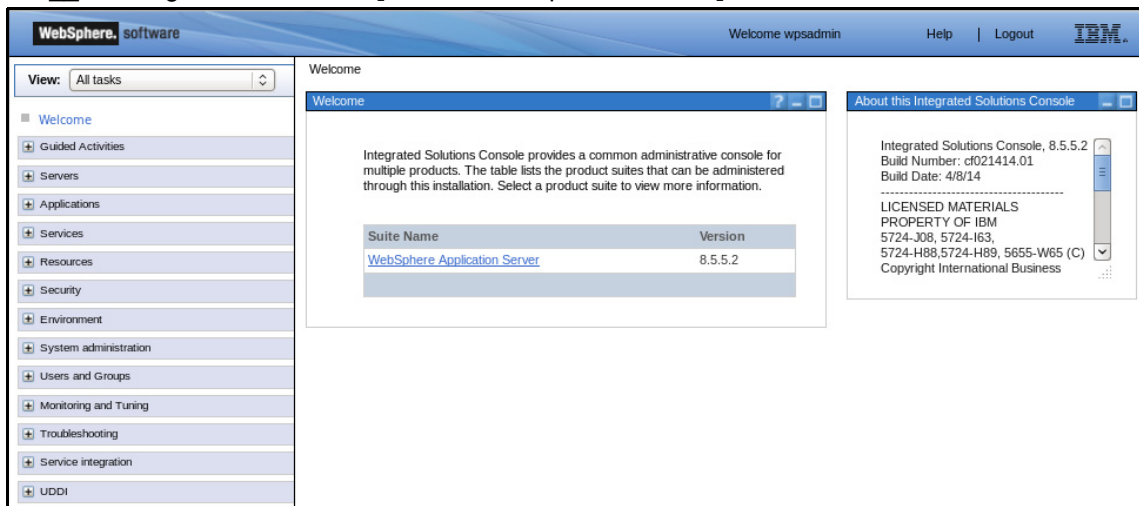 WebSphere. software
Welcome wpsadmin
Help | Logout
IBM.
View: All tasks
Welcome
Guided Activities
Servers
Applications
Services
Resources
Security
Environment
System administration
Users and Groups
Monitoring and Tuning
Troubleshooting
Service integration
UDDI
Welcome
Welcome
Integrated Solutions Console provides a common administrative console for
multiple products. The table lists the product suites that can be administered
through this installation. Select a product suite to view more information.
Suite Name Version
WebSphere Application Server 8.5.5.2
About this Integrated Solutions Console
Integrated Solutions Console, 8.5.5.2
Build Number: cf021414.01
Build Date: 4/8/14
----------------------------------------
LICENSED MATERIALS
PROPERTY OF IBM
5724-J08, 5724-I63,
5724-H88,5724-H89, 5655-W65 (C)
Copyright International Business